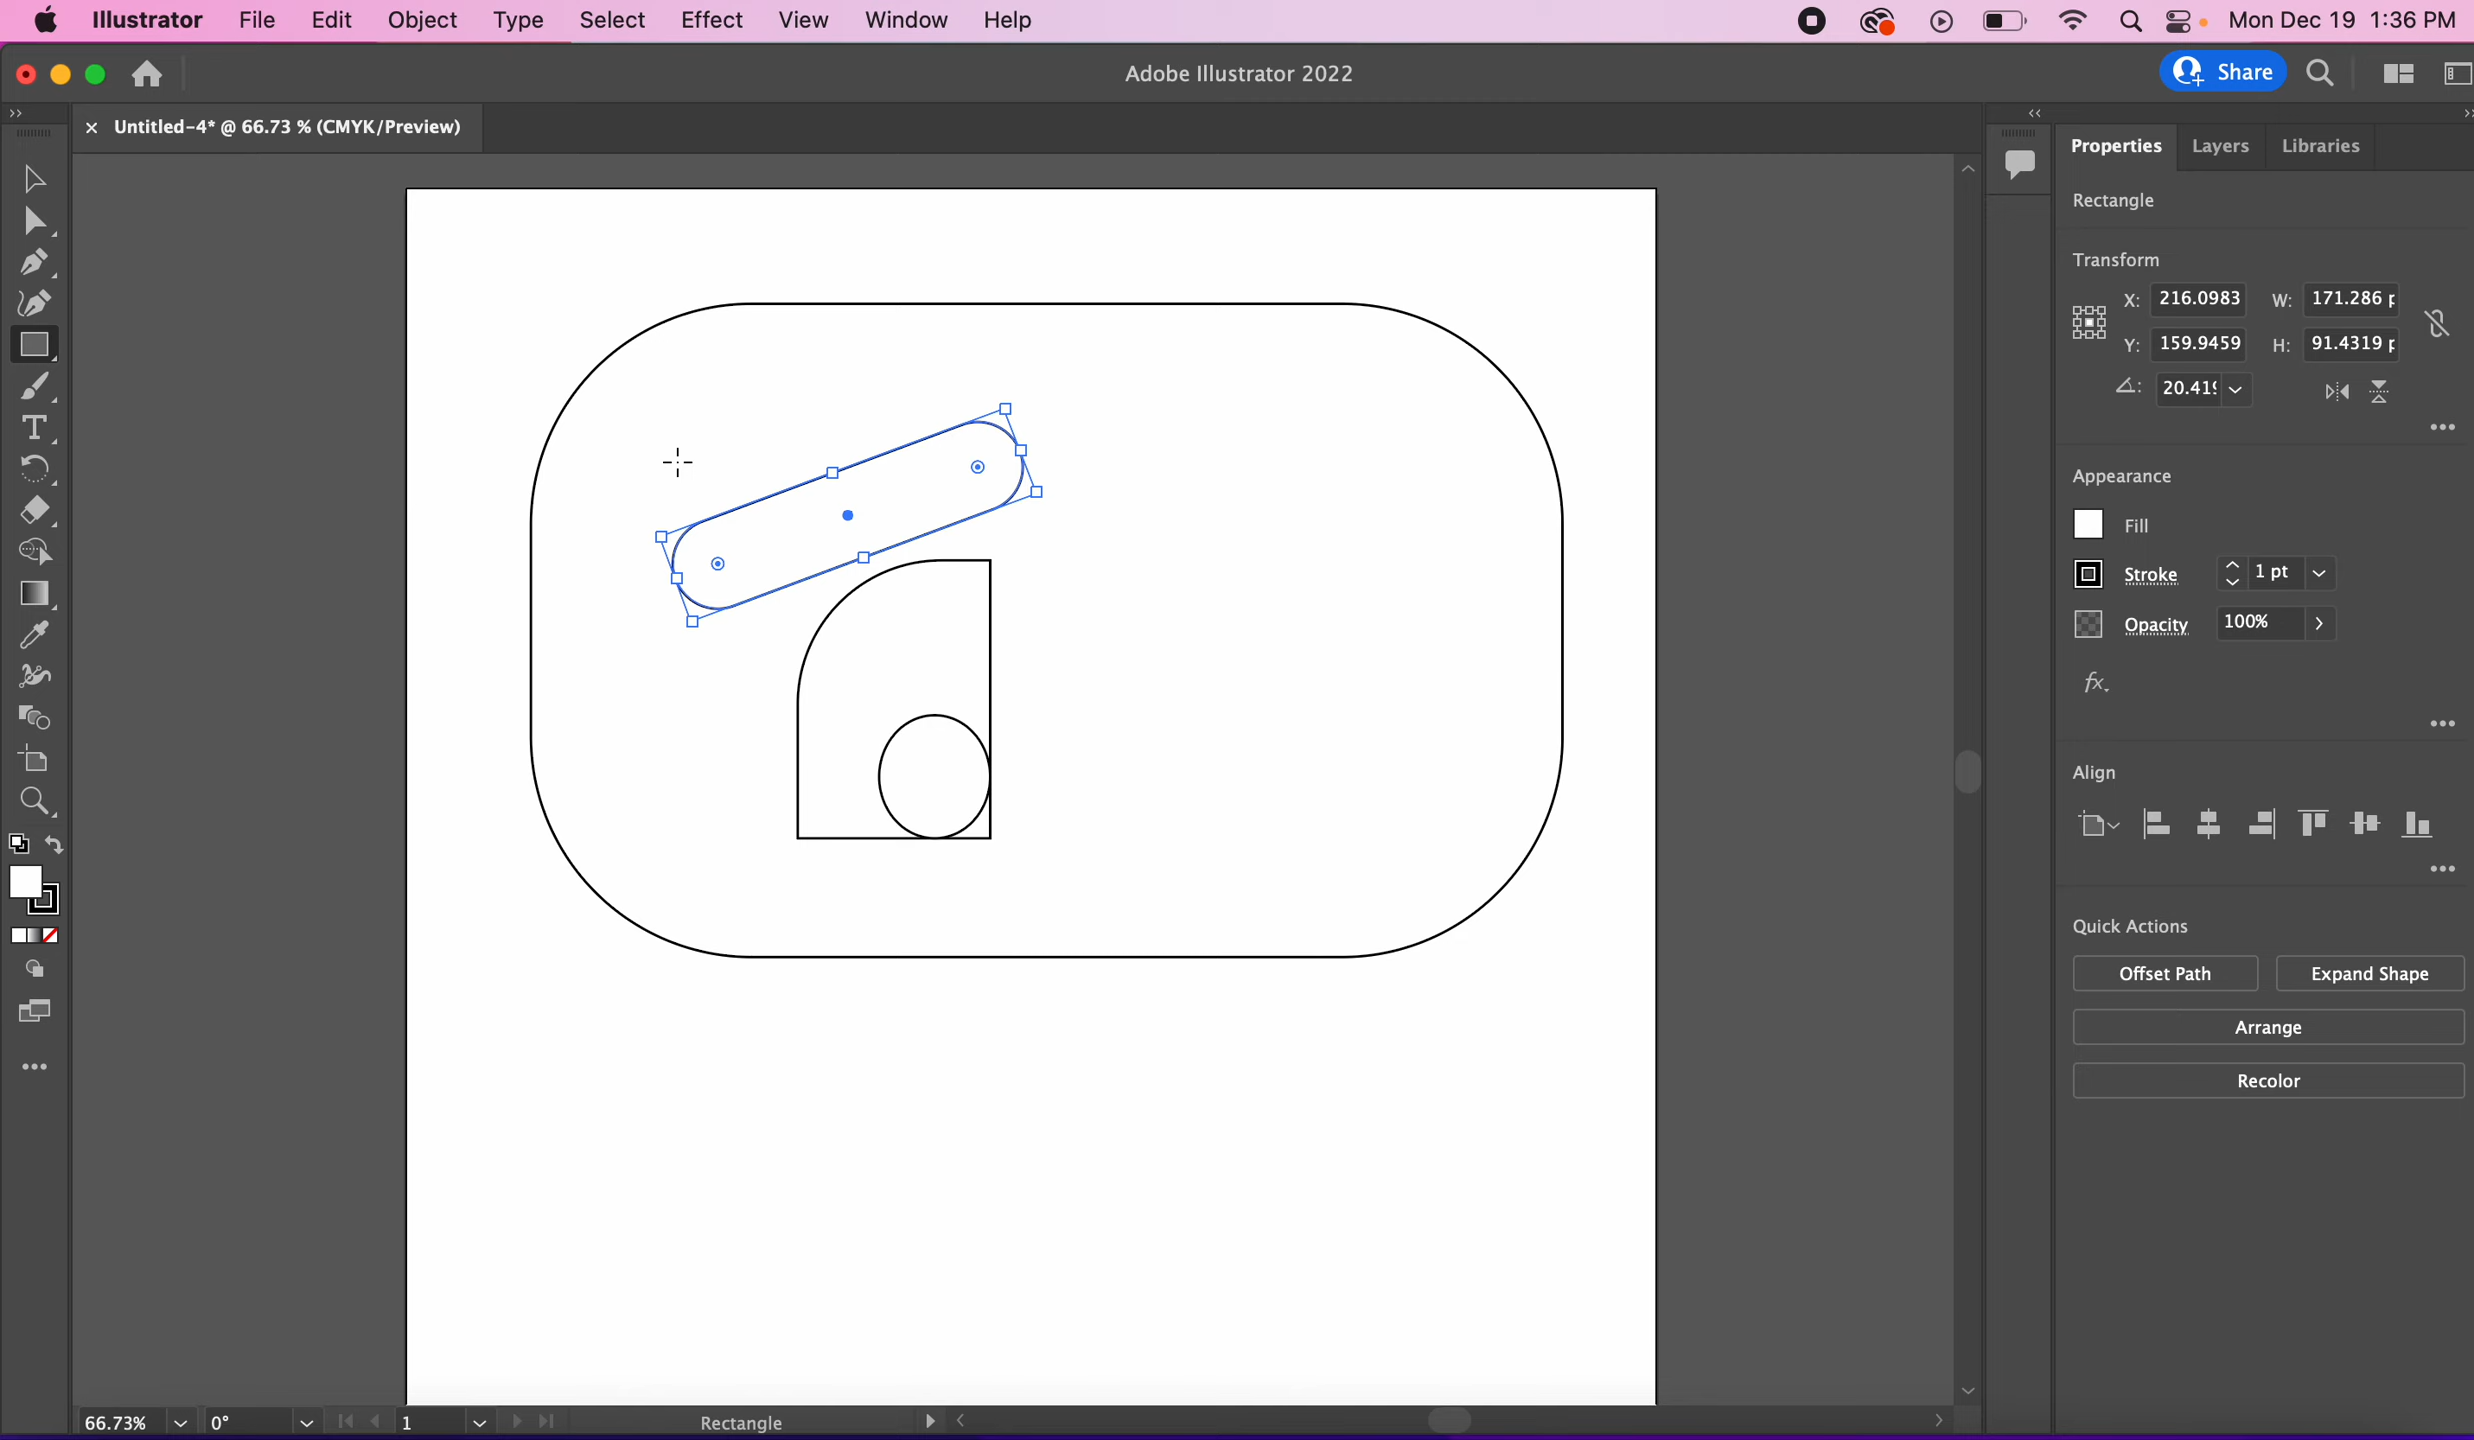 Illustrator File Edit Object Type Select Effect View Window Help Mon Dec 19 1:36 PM
Adobe Illustrator 2022
Share
Untitled-4* @ 66.73 % (CMYK/Preview)
Properties Layers Libraries
Rectangle
Transform
X: 216.0983 W: 171.286 p
Y: 159.9459 H: 91.4319 p
20.419
Appearance
Fill
Stroke 1 pt
Opacity 100%
fx.
Align
Quick Actions
Offset Path Expand Shape
Arrange
Recolor
66.73% 0° 1 Rectangle